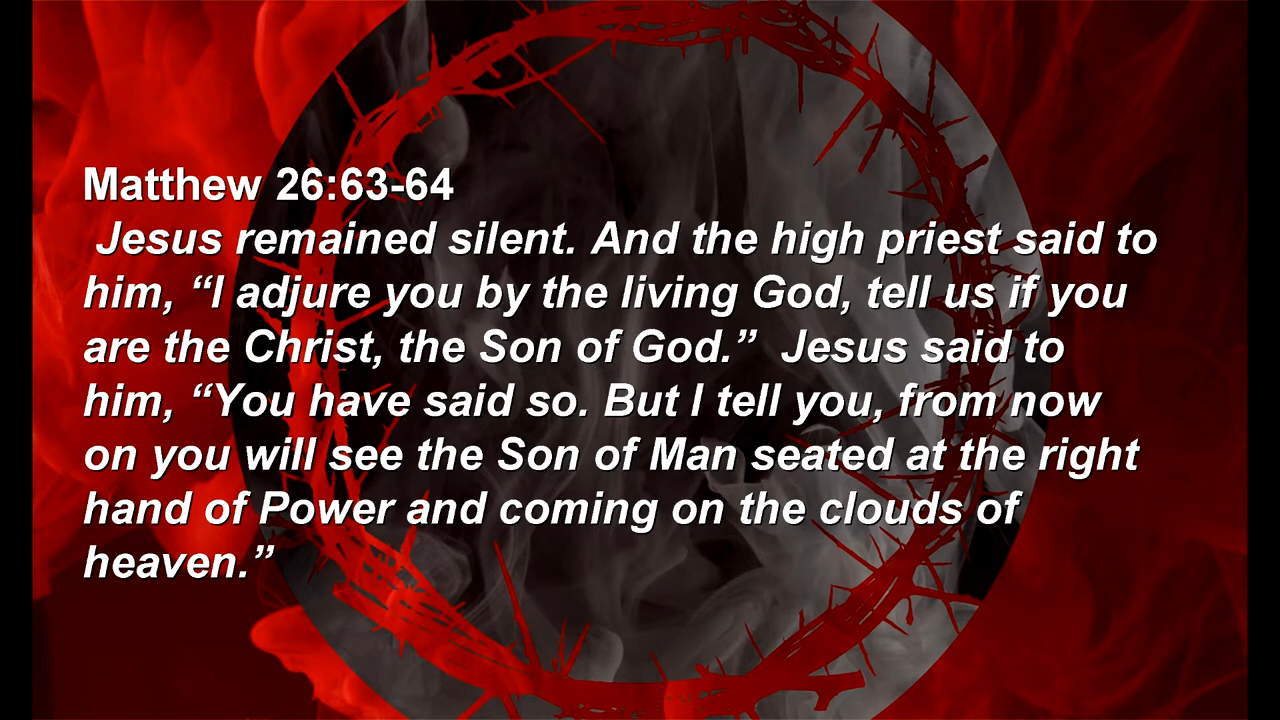 Matthew 26:63-64
Jesus remained silent. And the high priest said to
him, “I adjure you by the living God, tell us if you
are the Christ, the Son of God.”  Jesus said to
him, “You have said so. But I tell you, from now
on you will see the Son of Man seated at the right
hand of Power and coming on the clouds of
heaven.”